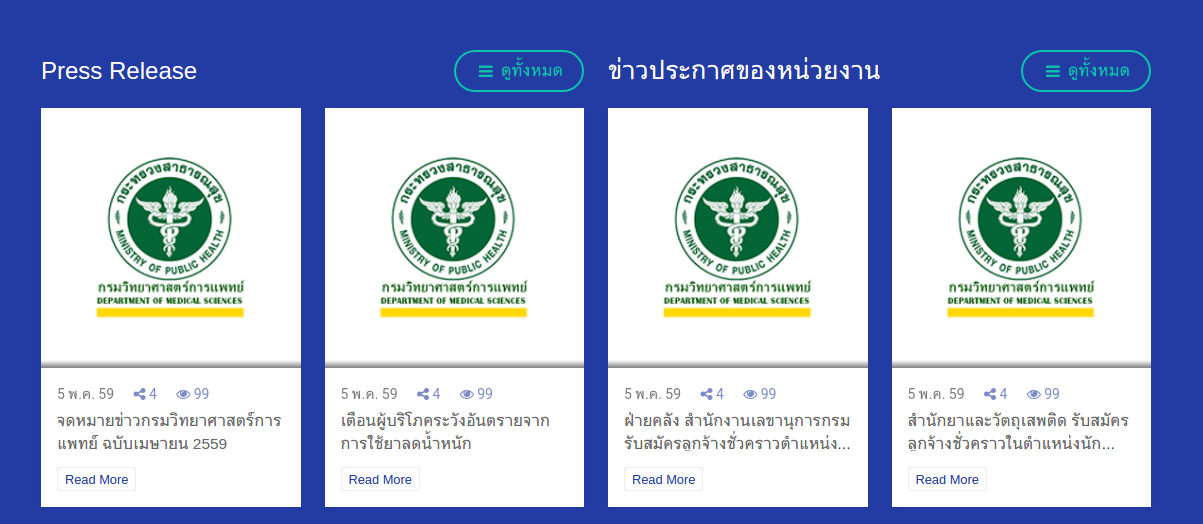 Press Release
ดูทั้งหมด
ข่าวประกาศของหน่วยงาน
ดูทั้งหมด
กระทรวงสาธารณสุข
MINISTRY OF PUBLIC HEALTH
กรมวิทยาศาสตร์การแพทย์
DEPARTMENT OF MEDICAL SCIENCES
5 พ.ค. 59 4 99
จดหมายข่าวกรมวิทยาศาสตร์การ
แพทย์ ฉบับเมษายน 2559
Read More
กระทรวงสาธารณสุข
MINISTRY OF PUBLIC HEALTH
กรมวิทยาศาสตร์การแพทย์
DEPARTMENT OF MEDICAL SCIENCES
5 พ.ค. 59 4 99
เตือนผู้บริโภคระวังอันตรายจาก
การใช้ยาลดน้ำหนัก
Read More
กระทรวงสาธารณสุข
MINISTRY OF PUBLIC HEALTH
กรมวิทยาศาสตร์การแพทย์
DEPARTMENT OF MEDICAL SCIENCES
5 พ.ค. 59 4 99
ฝ่ายคลัง สำนักงานเลขานุการกรม
รับสมัครลูกจ้างชั่วคราวตำแหน่ง...
Read More
กระทรวงสาธารณสุข
MINISTRY OF PUBLIC HEALTH
กรมวิทยาศาสตร์การแพทย์
DEPARTMENT OF MEDICAL SCIENCES
5 พ.ค. 59 4 99
สำนักยาและวัตถุเสพติด รับสมัคร
ลูกจ้างชั่วคราวในตำแหน่งนัก...
Read More